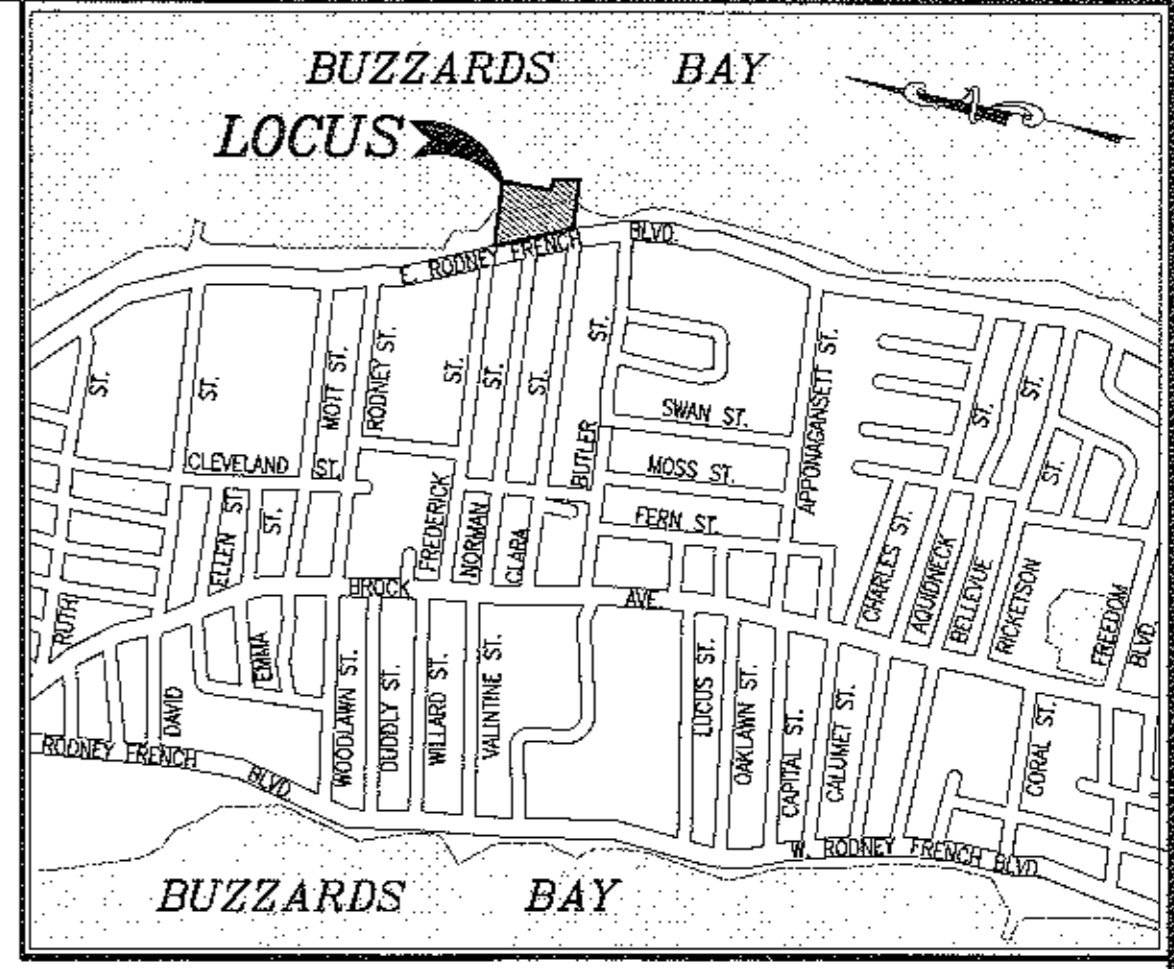 BUZZARDS BAY
LOCUS
E. RODNEY FRENCH BLVD.
ST.
ST.
MOTT ST.
RODNEY ST.
ST.
ST.
ST.
ST.
SWAN ST.
APPONAGANSETT ST.
ST.
ST.
CLEVELAND ST.
MOSS ST.
BUTLER
ST.
ELLEN ST.
ST.
FREDERICK
NORMAN
CLARA
FERN ST.
CHARLES ST.
AQUIDNECK
BELLEVUE
RICKETSON
FREEDOM
BLVD.
BROCK AVE.
RUTH
EMMA
DAVID
WOODLAWN ST.
DUDDLY ST.
WILLARD ST.
VALINTINE ST.
LOCUS ST.
OAKLAWN ST.
CAPITAL ST.
CALUMET ST.
CORAL ST.
RODNEY FRENCH BLVD.
W. RODNEY FRENCH BLVD.
BUZZARDS BAY